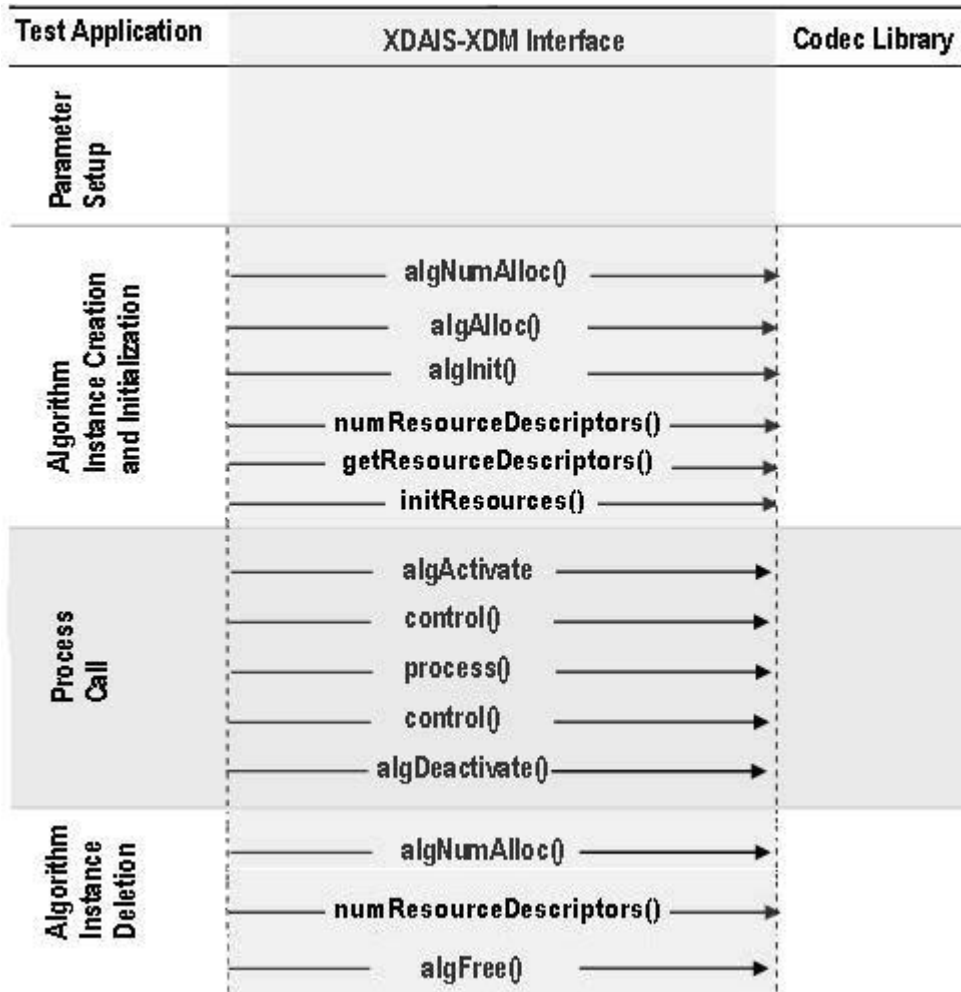 Test Application
XDAIS-XDM Interface
Codec Library
Parameter
Setup
Algorithm
Instance Creation
and Initialization
algNumAlloc()
algAlloc()
algInit()
numResourceDescriptors()
getResourceDescriptors()
initResources()
Process
Call
algActivate
control()
process()
control()
algDeactivate()
Algorithm
Instance
Deletion
algNumAlloc()
numResourceDescriptors()
algFree()